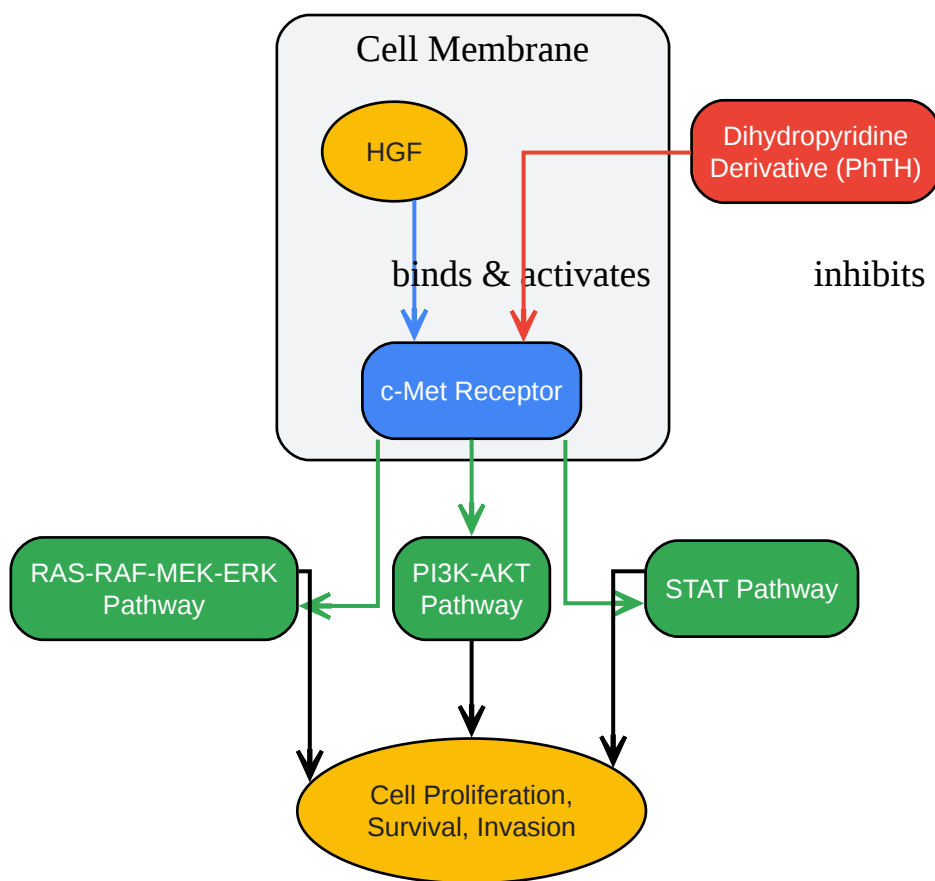 Cell Membrane
HGF
Dihydropyridine
Derivative (PhTH)
binds & activates
inhibits
c-Met Receptor
RAS-RAF-MEK-ERK
Pathway
PI3K-AKT
Pathway
STAT Pathway
Cell Proliferation,
Survival, Invasion